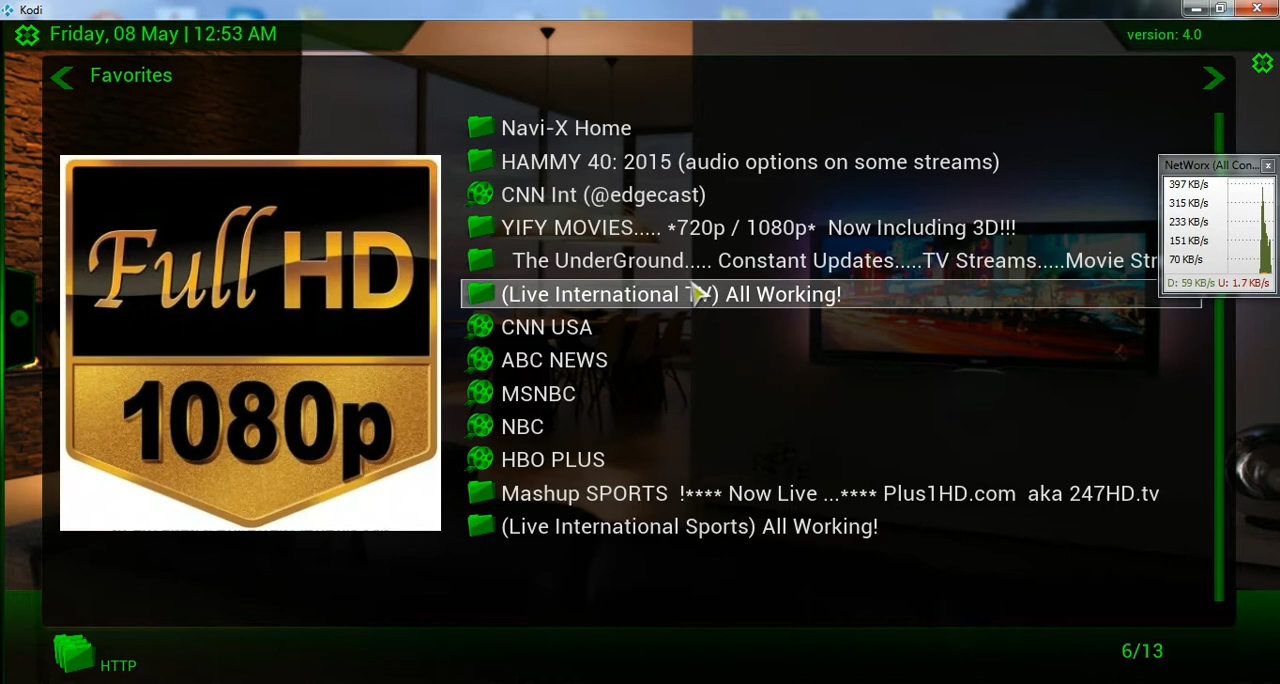 Kodi
Friday, 08 May | 12:53 AM
version: 4.0
Favorites
Navi-X Home
HAMMY 40: 2015 (audio options on some streams)
CNN Int (@edgecast)
YIFY MOVIES..... *720p / 1080p*  Now Including 3D!!!
The UnderGround..... Constant Updates.....TV Streams.....Movie Str
(Live International TV) All Working!
CNN USA
ABC NEWS
MSNBC
NBC
HBO PLUS
Mashup SPORTS  !**** Now Live ...**** Plus1HD.com  aka 247HD.tv
(Live International Sports) All Working!
Full HD
1080p
NetWorx (All Con...
397 KB/s
315 KB/s
233 KB/s
151 KB/s
70 KB/s
D: 59 KB/s U: 1.7 KB/s
HTTP
6/13